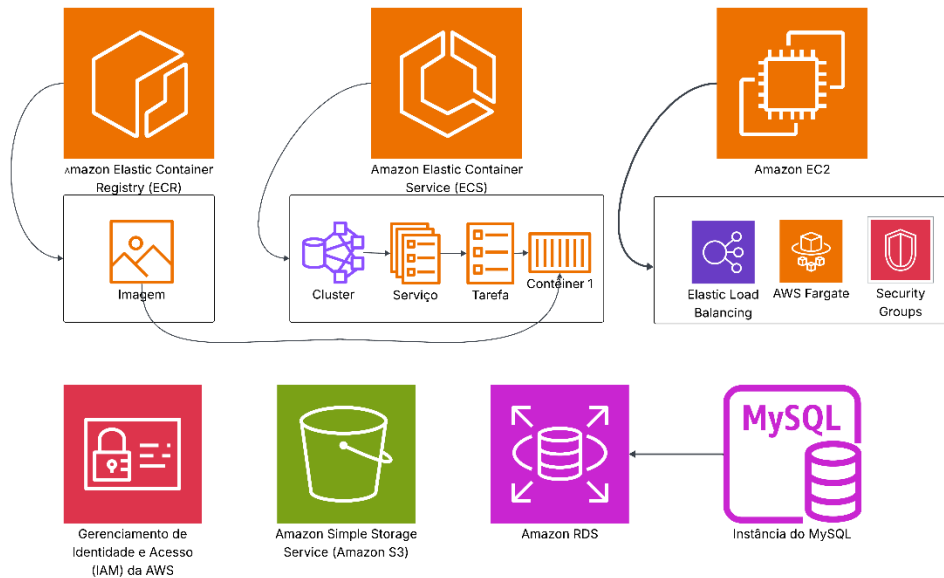 Amazon Elastic Container
Registry (ECR)
Amazon Elastic Container
Service (ECS)
Amazon EC2
Imagem
Cluster
Serviço
Tarefa
Contêiner 1
Elastic Load
Balancing
AWS Fargate
Security
Groups
MySQL
Gerenciamento de
Identidade e Acesso
(IAM) da AWS
Amazon Simple Storage
Service (Amazon S3)
Amazon RDS
Instância do MySQL